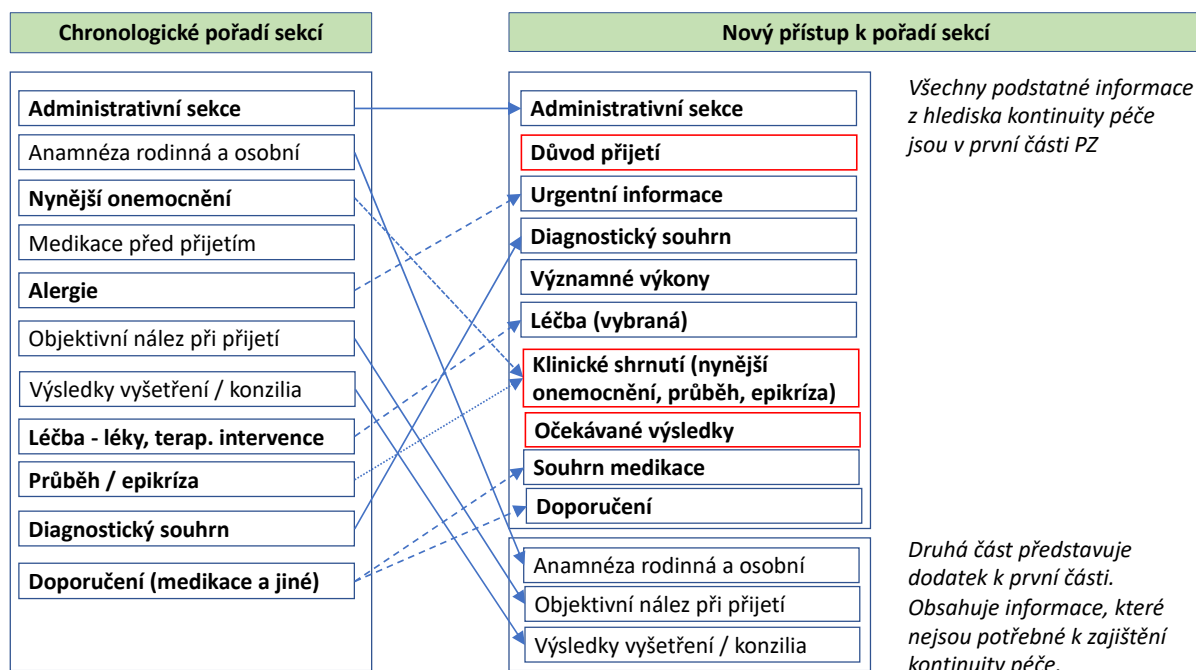 Chronologické pořadí sekcí
Administrativní sekce
Anamnéza rodinná a osobní
Nynější onemocnění
Medikace před přijetím
Alergie
Objektivní nález při přijetí
Výsledky vyšetření / konzilia
Léčba - léky, terap. intervence
Průběh / epikríza
Diagnostický souhrn
Doporučení (medikace a jiné)
Nový přístup k pořadí sekcí
Administrativní sekce
Důvod přijetí
Urgentní informace
Diagnostický souhrn
Významné výkony
Léčba (vybraná)
Klinické shrnutí (nynější
onemocnění, průběh, epikríza)
Očekávané výsledky
Souhrn medikace
Doporučení
Anamnéza rodinná a osobní
Objektivní nález při přijetí
Výsledky vyšetření / konzilia
Všechny podstatné informace
z hlediska kontinuity péče
jsou v první části PZ
Druhá část představuje
dodatek k první části.
Obsahuje informace, které
nejsou potřebné k zajištění
kontinuity péče.